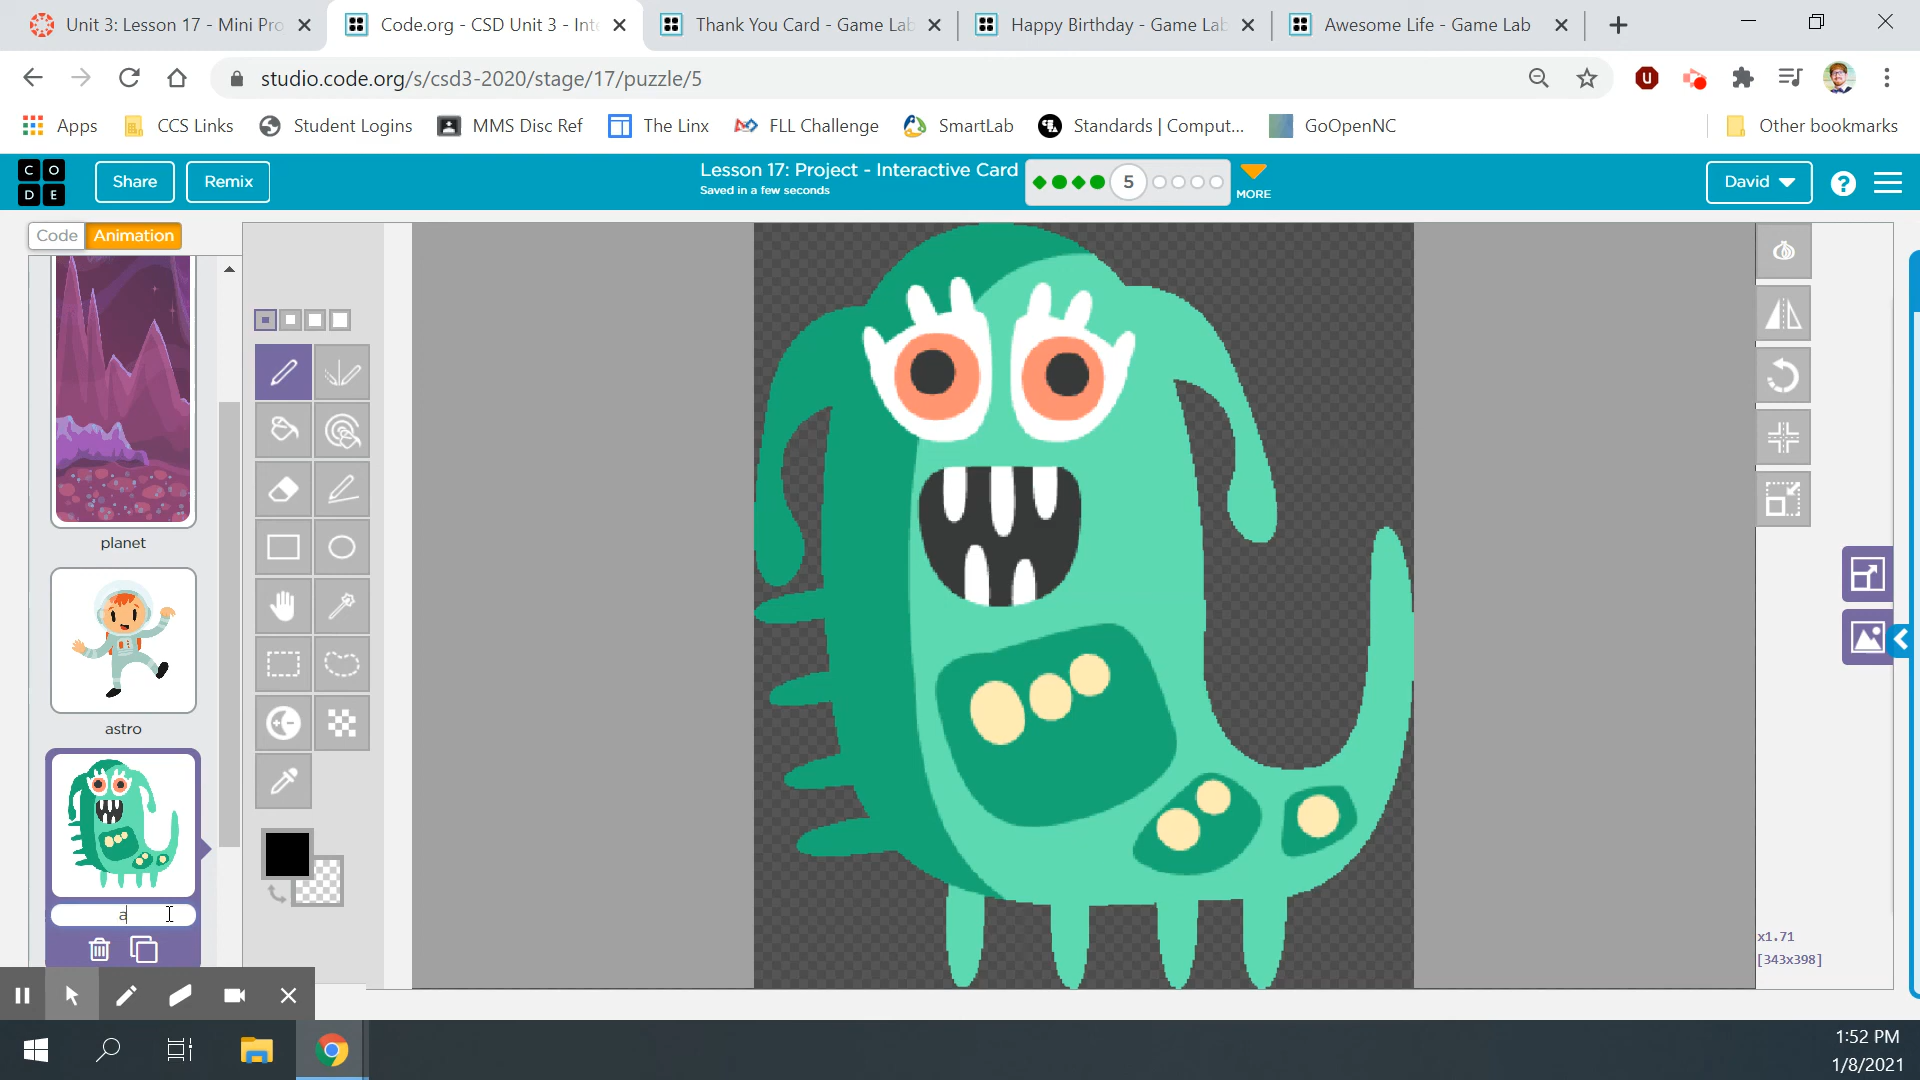 Unit 3: Lesson 17 - Mini Pro
Code.org - CSD Unit 3 - Inte
Thank You Card - Game Lab
Happy Birthday - Game Lab
Awesome Life - Game Lab
studio.code.org/s/csd3-2020/stage/17/puzzle/5
Apps
CCS Links
Student Logins
MMS Disc Ref
The Linx
FLL Challenge
SmartLab
Standards | Comput...
GoOpenNC
Other bookmarks
C O
D E
Share
Remix
Lesson 17: Project - Interactive Card
Saved in a few seconds
5
MORE
David
?
Code
Animation
planet
astro
a
x1.71
[343x398]
1:52 PM
1/8/2021